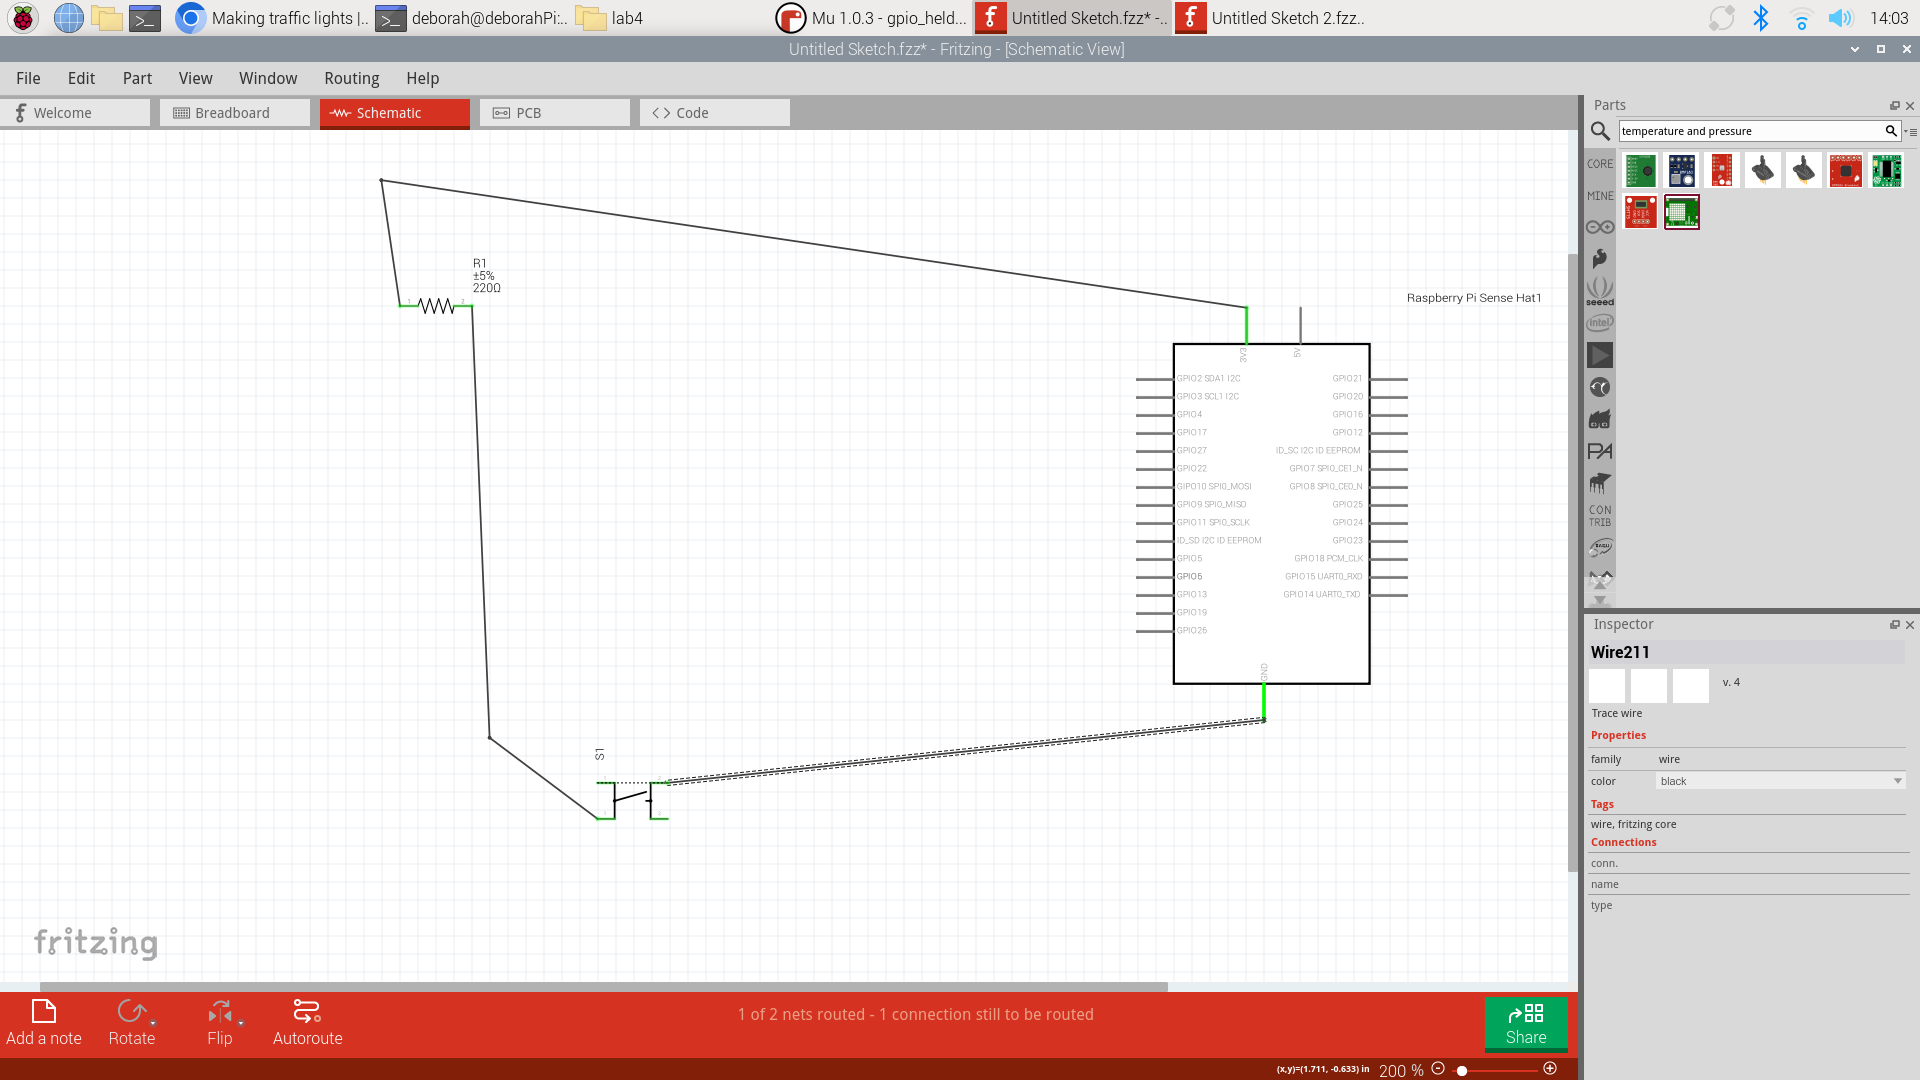 Making traffic lights |..
deborah@deborahPi:..
lab4
Mu 1.0.3 - gpio_held...
Untitled Sketch.fzz* -..
Untitled Sketch 2.fzz..
14:03
Untitled Sketch.fzz* - Fritzing - [Schematic View]
File Edit Part View Window Routing Help
Welcome
Breadboard
Schematic
PCB
Code
Parts
temperature and pressure
CORE
MINE
seeed
intel
PA
CON
TRIB
R1
±5%
220Ω
Raspberry Pi Sense Hat1
3V3
5V
GPIO2 SDA1 I2C
GPIO3 SCL1 I2C
GPIO4
GPIO17
GPIO27
GPIO22
GIPO10 SPI0_MOSI
GPIO9 SPI0_MISO
GPIO11 SPI0_SCLK
ID_SD I2C ID EEPROM
GPIO5
GPIO6
GPIO13
GPIO19
GPIO26
GPIO21
GPIO20
GPIO16
GPIO12
ID_SC I2C ID EEPROM
GPIO7 SPI0_CE1_N
GPIO8 SPI0_CE0_N
GPIO25
GPIO24
GPIO23
GPIO18 PCM_CLK
GPIO15 UART0_RXD
GPIO14 UART0_TXD
GND
S1
fritzing
Inspector
Wire211
v. 4
Trace wire
Properties
family wire
color black
Tags
wire, fritzing core
Connections
conn.
name
type
Add a note
Rotate
Flip
Autoroute
1 of 2 nets routed - 1 connection still to be routed
Share
(x,y)=(1.711, -0.633) in
200 %